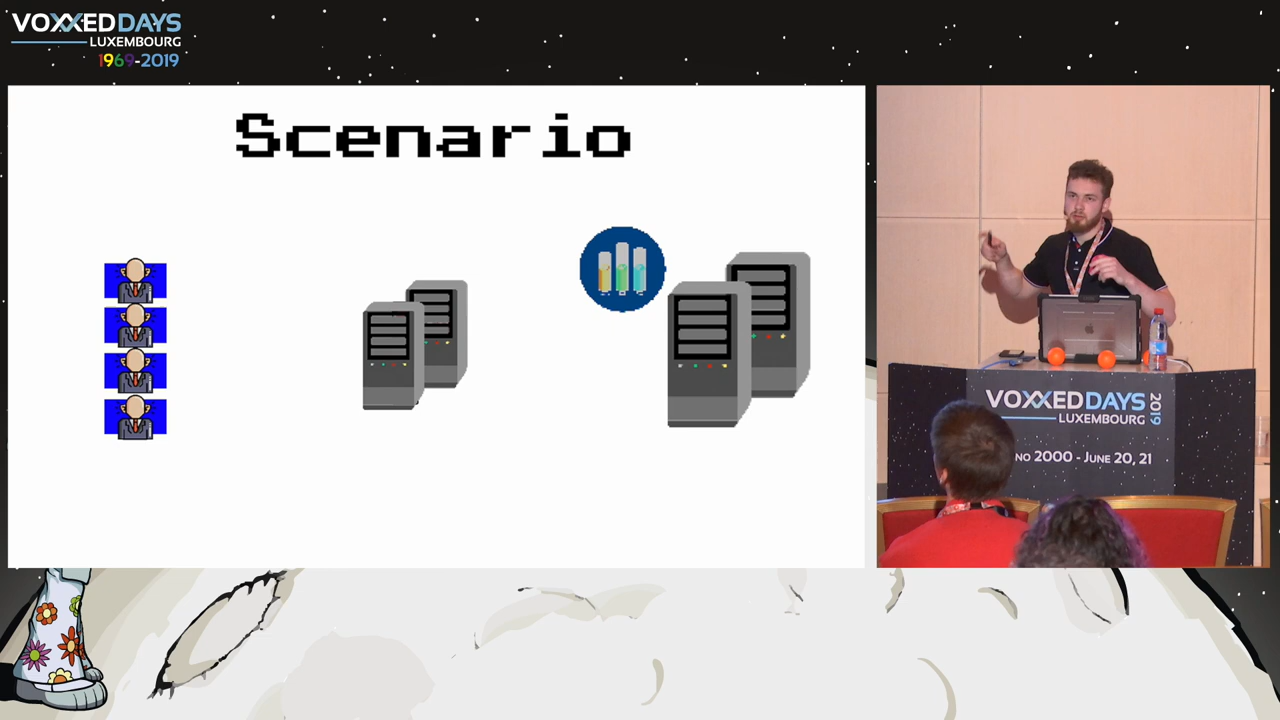 VOXXEDDAYS
LUXEMBOURG
1969-2019
Scenario
VOXXEDDAYS
LUXEMBOURG
2019
NO 2000 - JUNE 20, 21